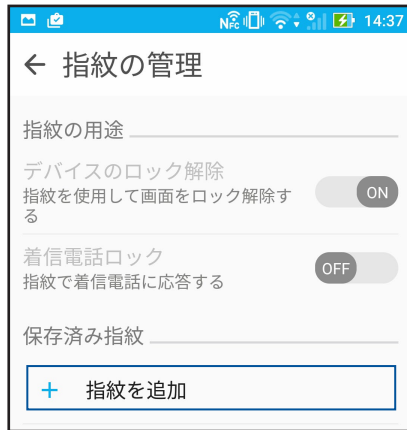 NFC 14:37
← 指紋の管理
指紋の用途
デバイスのロック解除
指紋を使用して画面をロック解除す
る
ON
着信電話ロック
指紋で着信電話に応答する
OFF
保存済み指紋
+ 指紋を追加